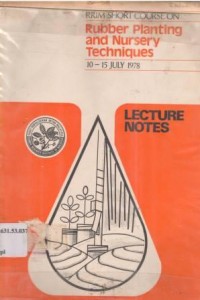 RRIM SHORT COURSE ON
Rubber Planting
and Nursery
Techniques
10 - 15 JULY 1978
LECTURE
NOTES